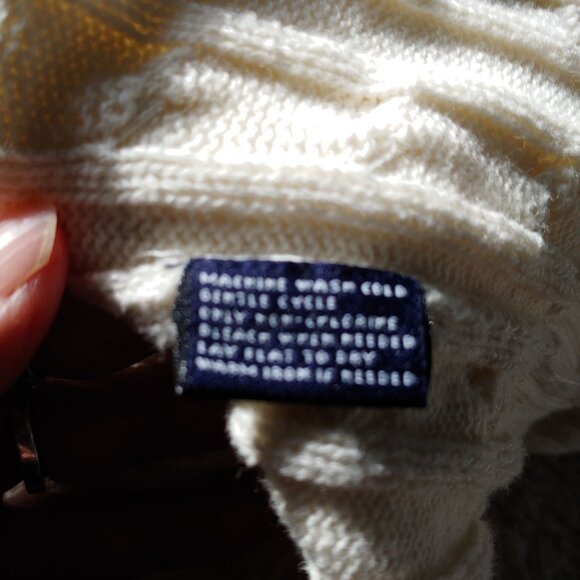 MACHINE WASH COLD
GENTLE CYCLE
ONLY NON-CHLORINE
BLEACH WHEN NEEDED
LAY FLAT TO DRY
WARM IRON IF NEEDED